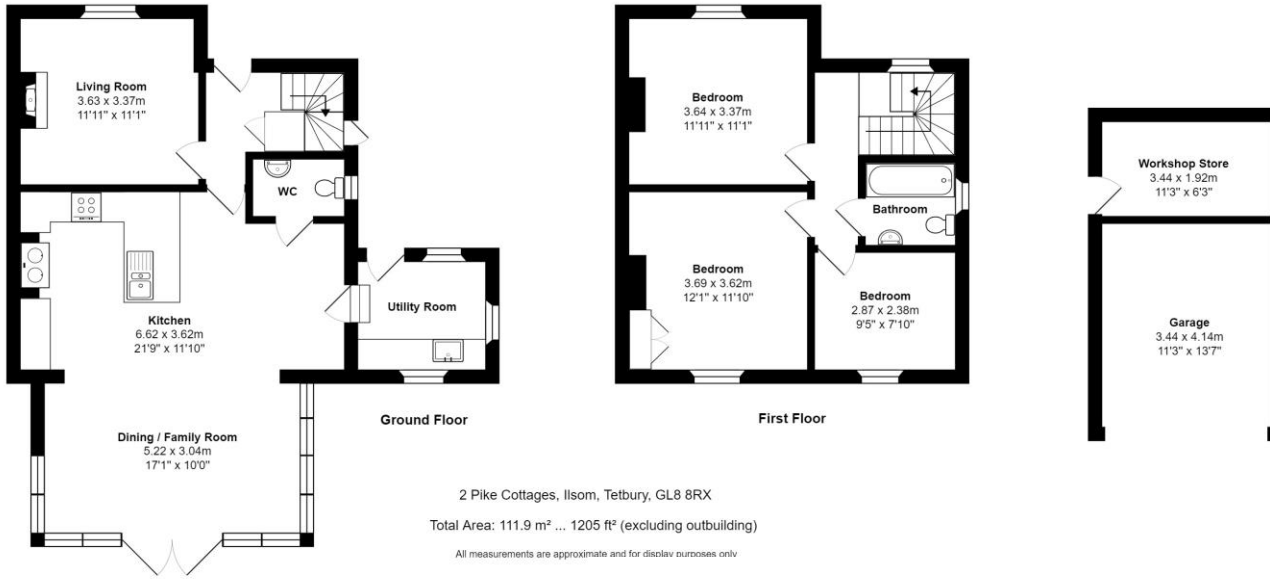 Living Room
3.63 x 3.37m
11'11" x 11'1"
WC
Kitchen
6.62 x 3.62m
21'9" x 11'10"
Utility Room
Dining / Family Room
5.22 x 3.04m
17'1" x 10'0"
Ground Floor
Bedroom
3.64 x 3.37m
11'11" x 11'1"
Bathroom
Bedroom
3.69 x 3.62m
12'1" x 11'10"
Bedroom
2.87 x 2.38m
9'5" x 7'10"
First Floor
Workshop Store
3.44 x 1.92m
11'3" x 6'3"
Garage
3.44 x 4.14m
11'3" x 13'7"
2 Pike Cottages, Ilsom, Tetbury, GL8 8RX
Total Area: 111.9 m² ... 1205 ft² (excluding outbuilding)
All measurements are approximate and for display purposes only